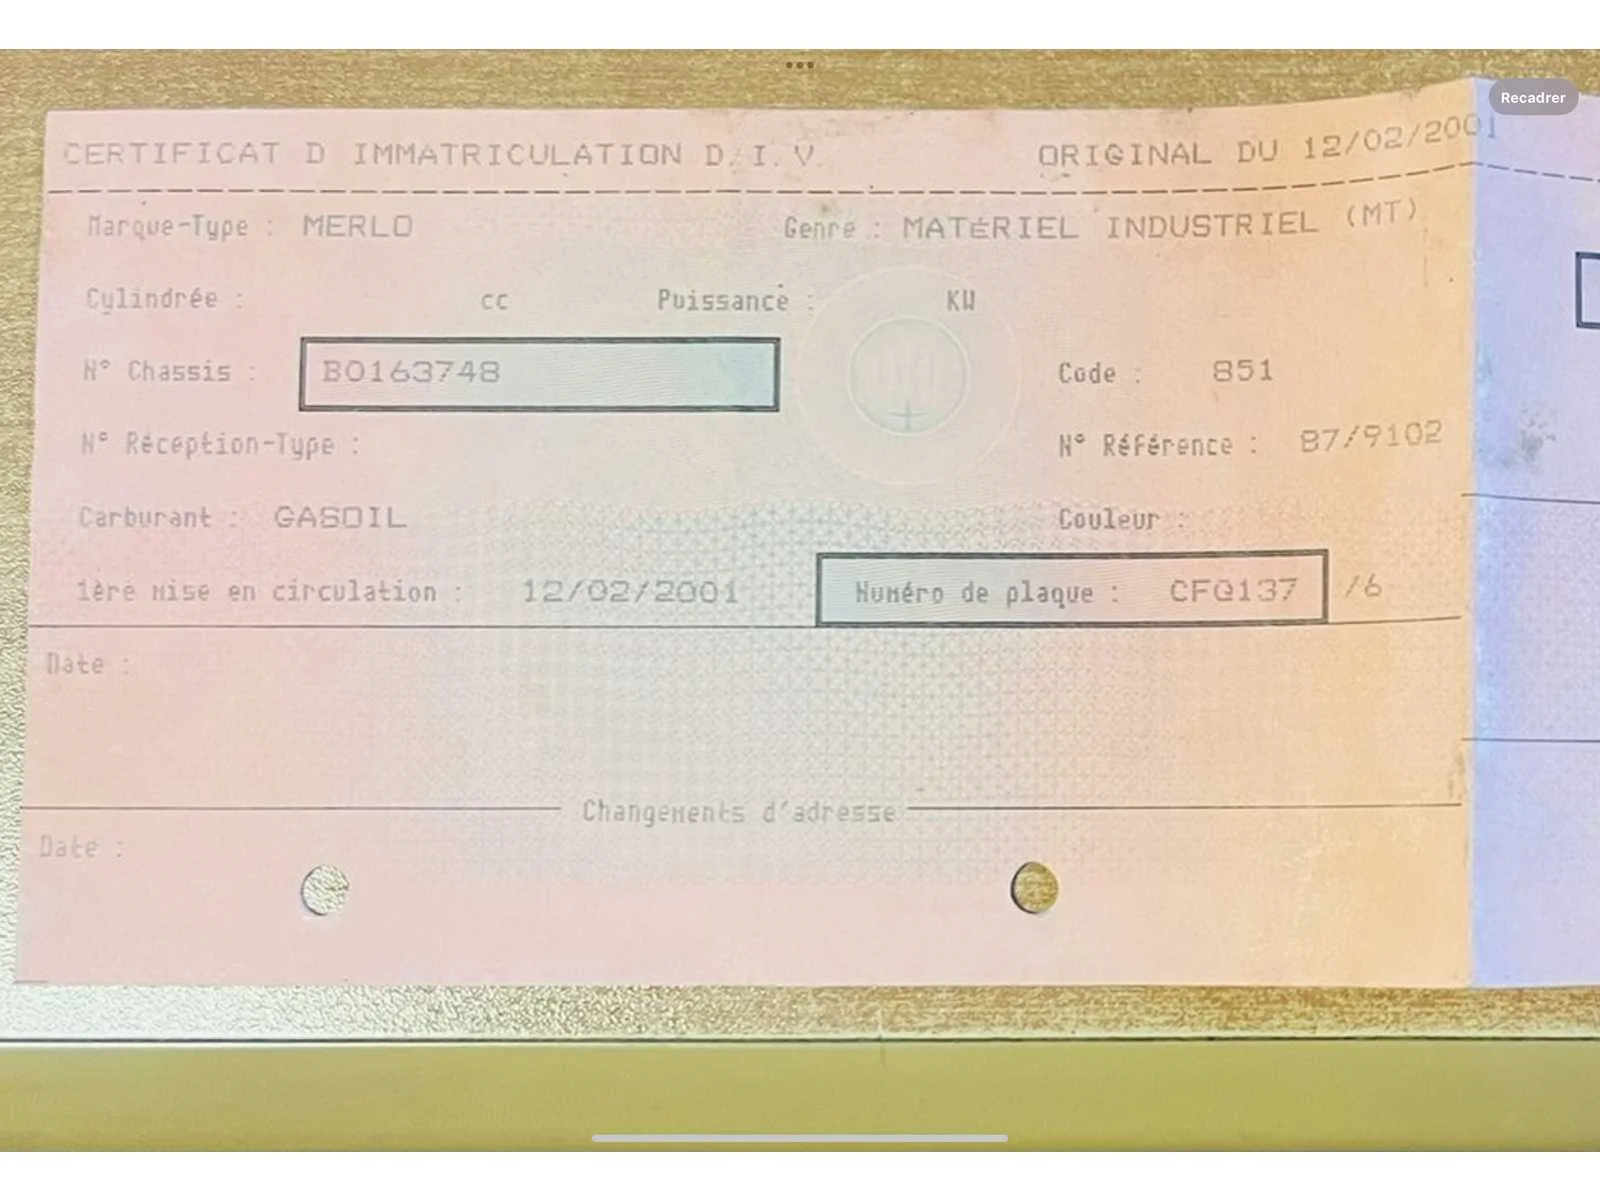 Recadrer
CERTIFICAT D IMMATRICULATION D.I.V. ORIGINAL DU 12/02/2001
Marque-Type : MERLO Genre : MATÉRIEL INDUSTRIEL (MT)
Cylindrée : cc Puissance : KW
N° Chassis : B0163748 Code : 851
N° Réception-Type : N° Référence : 87/9102
Carburant : GASOIL Couleur :
1ère mise en circulation : 12/02/2001 Numéro de plaque : CFQ137 /6
Date :
Changements d'adresse
Date :